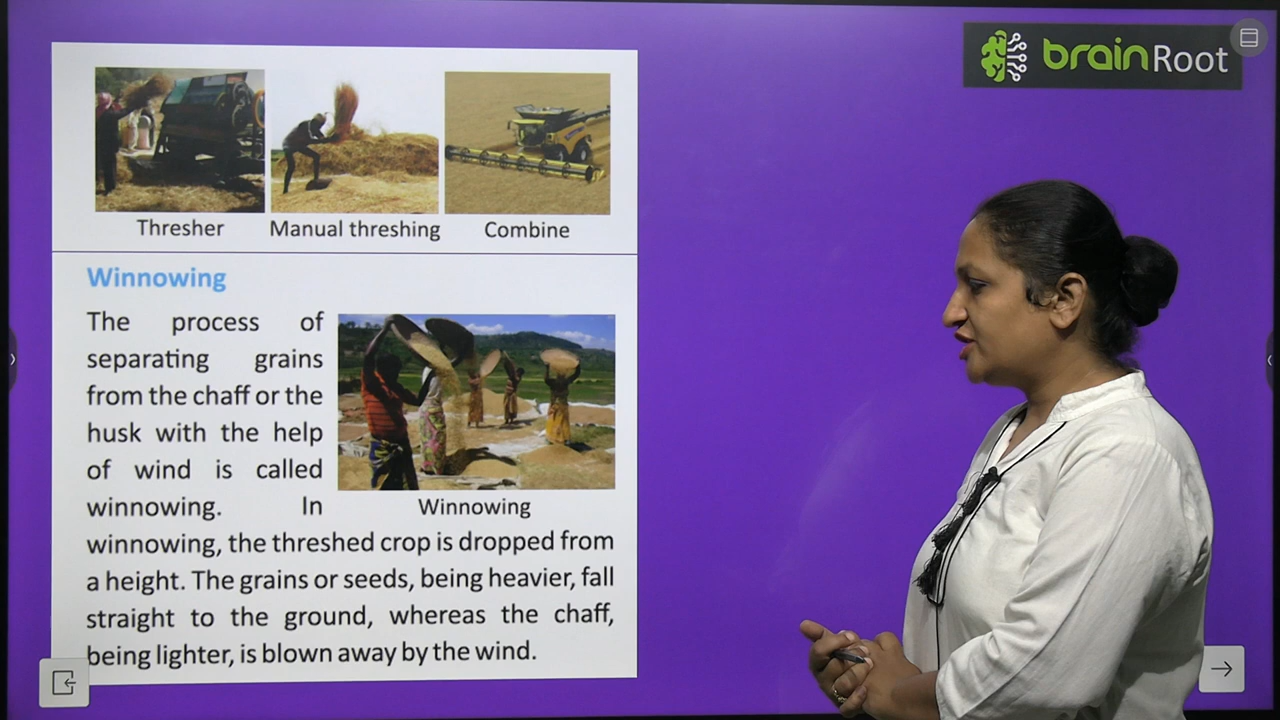 brainRoot
Thresher
Manual threshing
Combine
Winnowing
The process of
separating grains
from the chaff or the
husk with the help
of wind is called
winnowing. In
Winnowing
winnowing, the threshed crop is dropped from
a height. The grains or seeds, being heavier, fall
straight to the ground, whereas the chaff,
being lighter, is blown away by the wind.